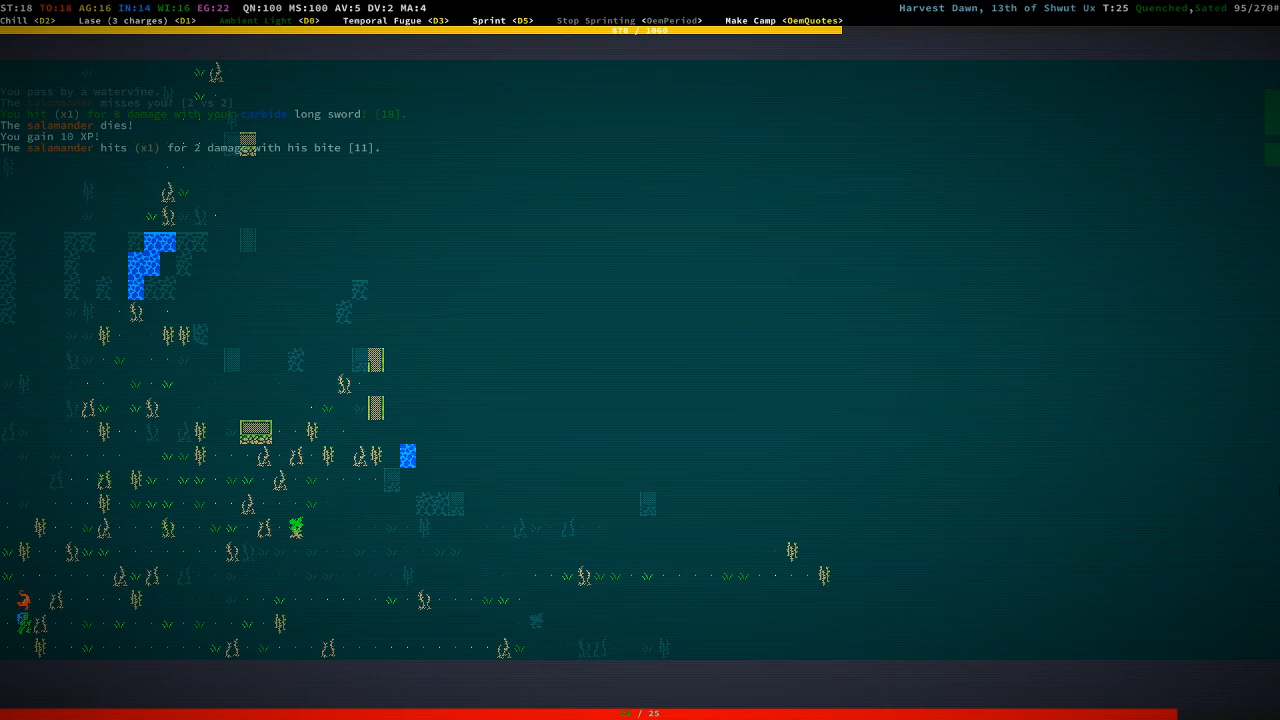 ST:18 TO:18 AG:16 IN:14 WI:16 EG:22 QN:100 MS:100 AV:5 DV:2 MA:4 Harvest Dawn, 13th of Shwut Ux T:25 Quenched,Sated 95/270#
Chill <D2> Lase (3 charges) <D1> Ambient Light <D0> Temporal Fugue <D3> Sprint <D5> Stop Sprinting <OemPeriod> Make Camp <OemQuotes>
870 / 1060
You pass by a watervine.
The salamander misses you! [2 vs 2]
You hit (x1) for 8 damage with your carbide long sword! [18].
The salamander dies!
You gain 10 XP!
The salamander hits (x1) for 2 damage with his bite [11].
/ 25